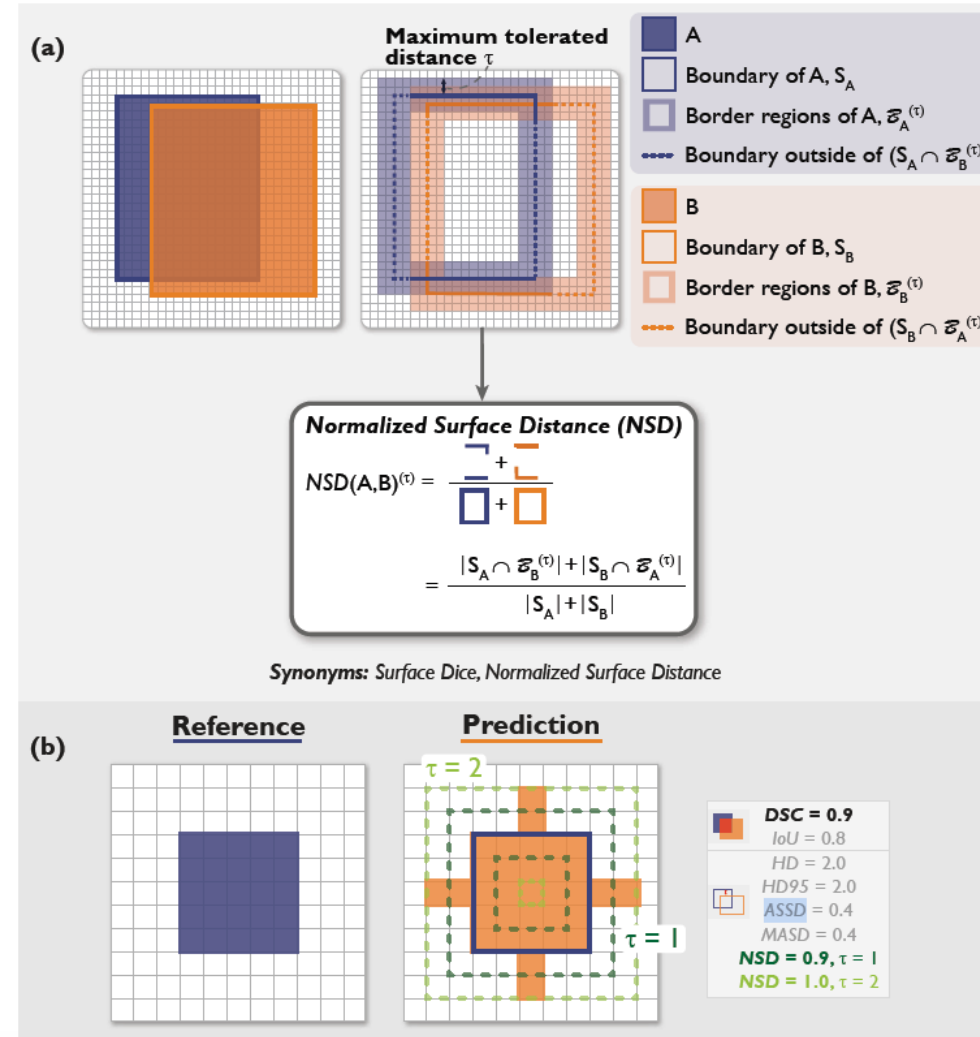 (a)
Maximum tolerated
distance τ
A
Boundary of A, S_A
Border regions of A, ℬ_A^(τ)
Boundary outside of (S_A ∩ ℬ_B^(τ)
B
Boundary of B, S_B
Border regions of B, ℬ_B^(τ)
Boundary outside of (S_B ∩ ℬ_A^(τ)
Normalized Surface Distance (NSD)
NSD(A,B)^(τ) = +
+
= |S_A ∩ ℬ_B^(τ)| + |S_B ∩ ℬ_A^(τ)|
|S_A| + |S_B|
Synonyms: Surface Dice, Normalized Surface Distance
(b)
Reference
Prediction
τ = 2
τ = 1
DSC = 0.9
IoU = 0.8
HD = 2.0
HD95 = 2.0
ASSD = 0.4
MASD = 0.4
NSD = 0.9, τ = 1
NSD = 1.0, τ = 2